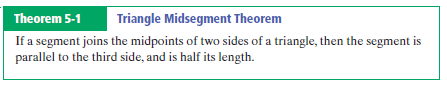 Theorem 5-1 Triangle Midsegment Theorem
If a segment joins the midpoints of two sides of a triangle, then the segment is
parallel to the third side, and is half its length.